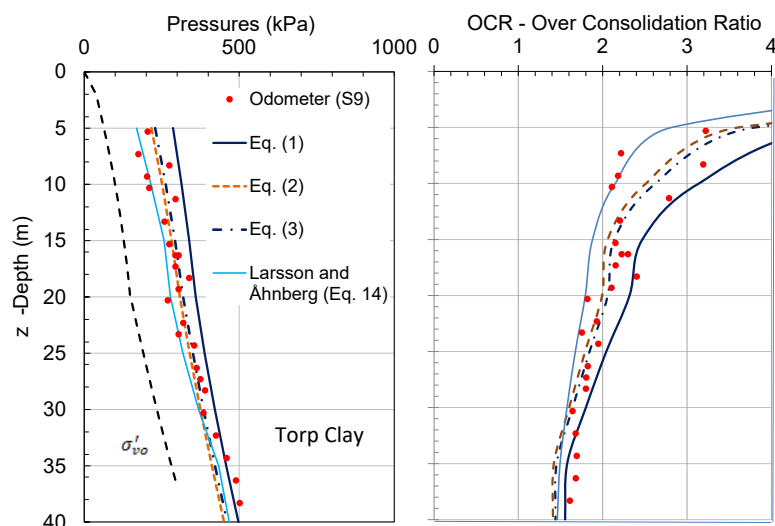 Pressures (kPa)
0 500 1000
OCR - Over Consolidation Ratio
0 1 2 3 4
z -Depth (m)
0
5
10
15
20
25
30
35
40
Odometer (S9)
Eq. (1)
Eq. (2)
Eq. (3)
Larsson and
Åhnberg (Eq. 14)
σ′vo
Torp Clay